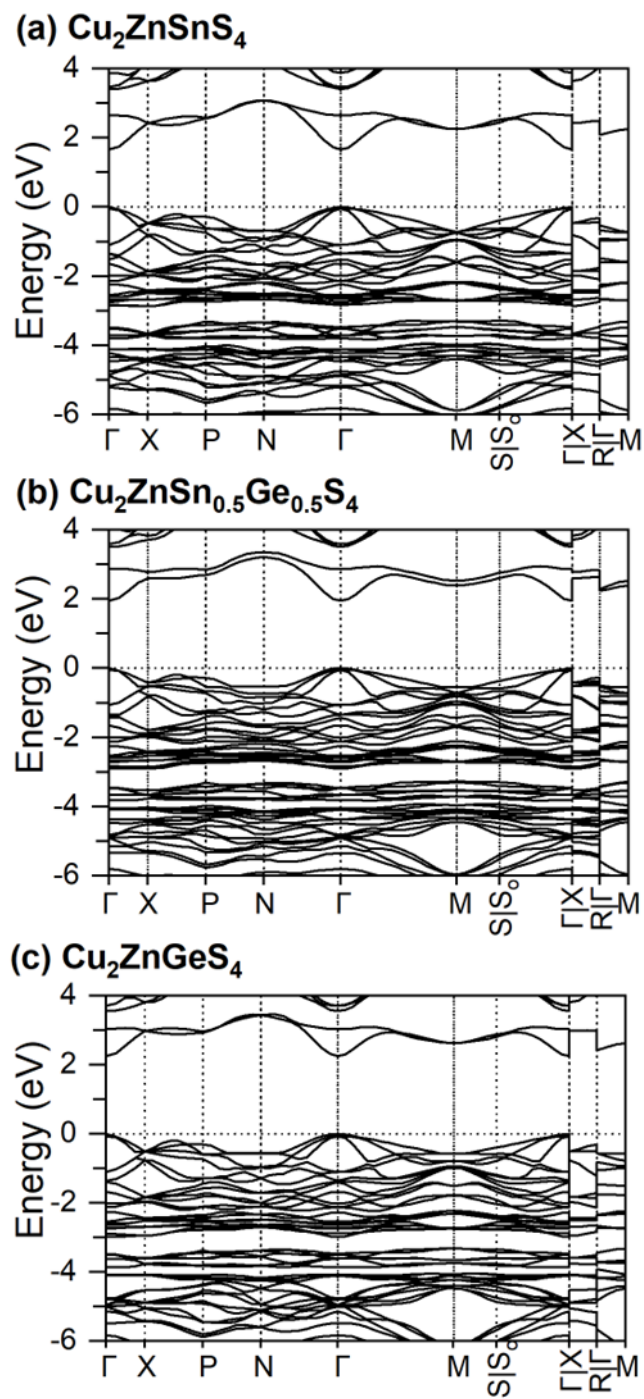 (a) Cu₂ZnSnS₄
4
2
0
-2
-4
-6
Energy (eV)
Γ X P N Γ M S|S₀ Γ|X R|Γ M
(b) Cu₂ZnSn₀.₅Ge₀.₅S₄
4
2
0
-2
-4
-6
Energy (eV)
Γ X P N Γ M S|S₀ Γ|X R|Γ M
(c) Cu₂ZnGeS₄
4
2
0
-2
-4
-6
Energy (eV)
Γ X P N Γ M S|S₀ Γ|X R|Γ M